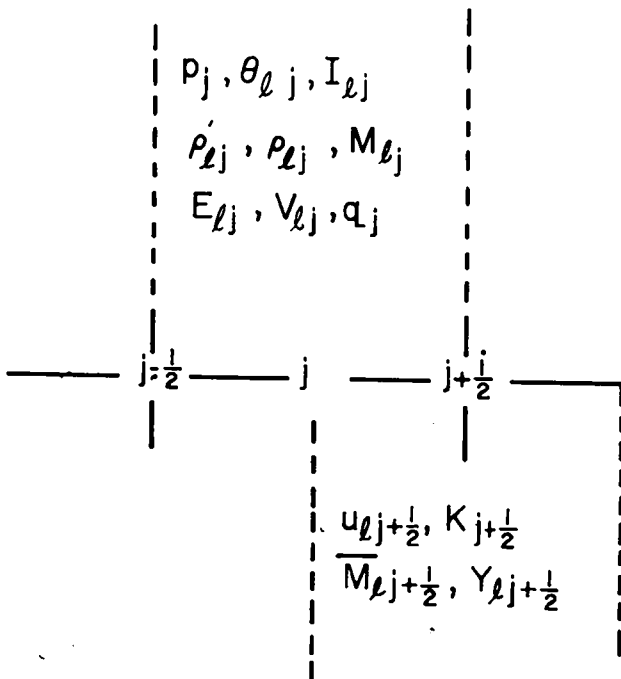 p_j , θ_ℓj , I_ℓj
ρ′_ℓj , ρ_ℓj , M_ℓj
E_ℓj , V_ℓj , q_j
j-½ j j+½
u_ℓj+½, K_j+½
M̅_ℓj+½ , Y_ℓj+½